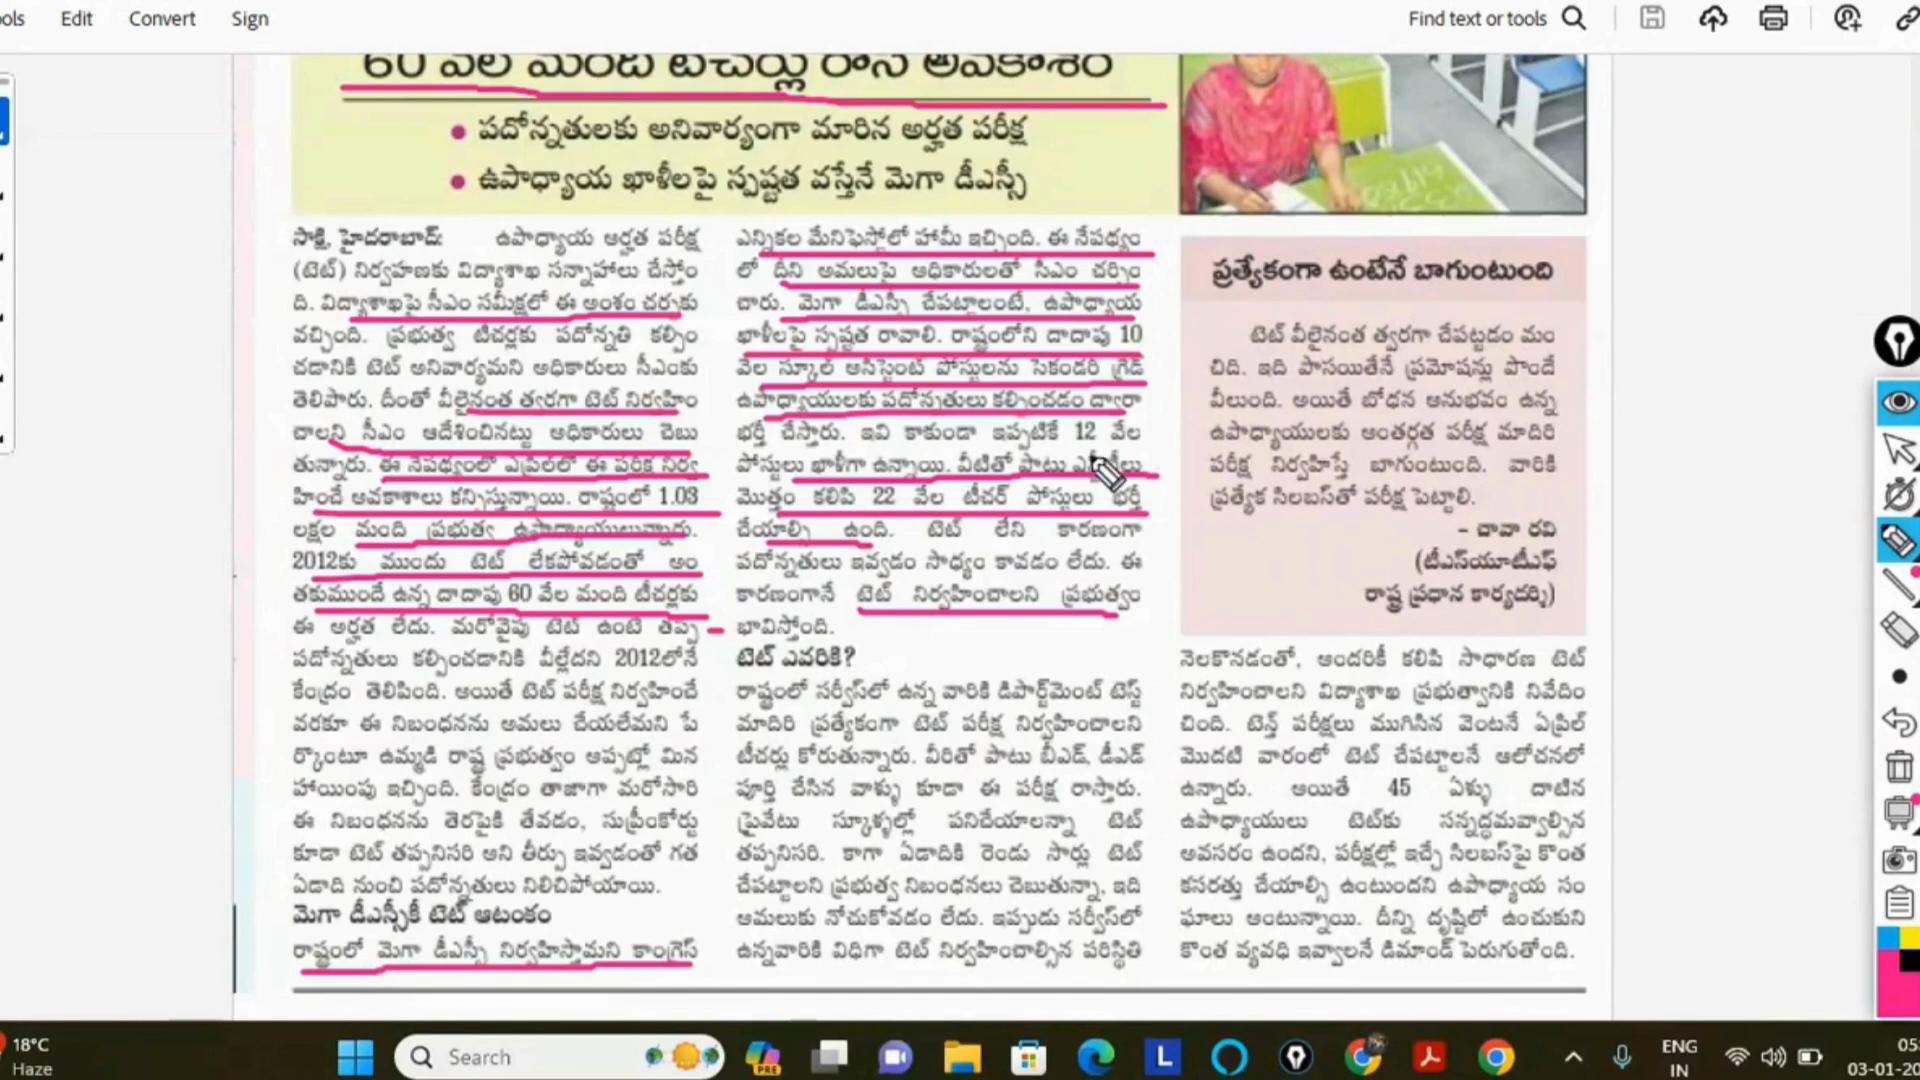 ols
Edit
Convert
Sign
Find text or tools
60 వేల మంది టీచర్లు రాసే అవకాశం
• పదోన్నతులకు అనివార్యంగా మారిన అర్హత పరీక్ష
• ఉపాధ్యాయ ఖాళీలపై స్పష్టత వస్తేనే మెగా డీఎస్సీ
సాక్షి, హైదరాబాద్: ఉపాధ్యాయ అర్హత పరీక్ష
(టెట్) నిర్వహణకు విద్యాశాఖ సన్నాహాలు చేస్తోం
ది. విద్యాశాఖపై సీఎం సమీక్షలో ఈ అంశం చర్చకు
వచ్చింది. ప్రభుత్వ టీచర్లకు పదోన్నతి కల్పిం
చడానికి టెట్ అనివార్యమని అధికారులు సీఎంకు
తెలిపారు. దీంతో వీలైనంత త్వరగా టెట్ నిర్వహిం
చాలని సీఎం ఆదేశించినట్టు అధికారులు చెబు
తున్నారు. ఈ నేపథ్యంలో ఎప్రిల్‌లో ఈ పరీక్ష నిర్వ
హించే అవకాశాలు కన్పిస్తున్నాయి. రాష్ట్రంలో 1.03
లక్షల మంది ప్రభుత్వ ఉపాధ్యాయులున్నారు.
2012కు ముందు టెట్ లేకపోవడంతో అం
తకుముందే ఉన్న దాదాపు 60 వేల మంది టీచర్లకు
ఈ అర్హత లేదు. మరోవైపు టెట్ ఉంటే తప్ప
పదోన్నతులు కల్పించడానికి వీల్లేదని 2012లోనే
కేంద్రం తెలిపింది. అయితే టెట్ పరీక్ష నిర్వహించే
వరకూ ఈ నిబంధనను అమలు చేయలేమని పే
ర్కొంటూ ఉమ్మడి రాష్ట్ర ప్రభుత్వం అప్పట్లో మిన
హాయింపు ఇచ్చింది. కేంద్రం తాజాగా మరోసారి
ఈ నిబంధనను తెరపైకి తేవడం, సుప్రీంకోర్టు
కూడా టెట్ తప్పనిసరి అని తీర్పు ఇవ్వడంతో గత
ఏడాది నుంచి పదోన్నతులు నిలిచిపోయాయి.
మెగా డీఎస్సీకీ టెట్ ఆటంకం
రాష్ట్రంలో మెగా డీఎస్సీ నిర్వహిస్తామని కాంగ్రెస్
ఎన్నికల మేనిఫెస్టోలో హామీ ఇచ్చింది. ఈ నేపథ్యం
లో దీని అమలుపై అధికారులతో సీఎం చర్చిం
చారు. మెగా డీఎస్సీ చేపట్టాలంటే, ఉపాధ్యాయ
ఖాళీలపై స్పష్టత రావాలి. రాష్ట్రంలోని దాదాపు 10
వేల స్కూల్ అసిస్టెంట్ పోస్టులను సెకండరీ గ్రేడ్
ఉపాధ్యాయులకు పదోన్నతులు కల్పించడం ద్వారా
భర్తీ చేస్తారు. ఇవి కాకుండా ఇప్పటికే 12 వేల
పోస్టులు ఖాళీగా ఉన్నాయి. వీటితో పాటు
మొత్తం కలిపి 22 వేల టీచర్ పోస్టులు భర్తీ
చేయాల్సి ఉంది. టెట్ లేని కారణంగా
పదోన్నతులు ఇవ్వడం సాధ్యం కావడం లేదు. ఈ
కారణంగానే టెట్ నిర్వహించాలని ప్రభుత్వం
భావిస్తోంది.
టెట్ ఎవరికి?
రాష్ట్రంలో సర్వీస్‌లో ఉన్న వారికి డిపార్ట్‌మెంట్ టెస్ట్
మాదిరి ప్రత్యేకంగా టెట్ పరీక్ష నిర్వహించాలని
టీచర్లు కోరుతున్నారు. వీరితో పాటు బీఎడ్, డీఎడ్
పూర్తి చేసిన వాళ్ళు కూడా ఈ పరీక్ష రాస్తారు.
ప్రైవేటు స్కూళ్ళల్లో పనిచేయాలన్నా టెట్
తప్పనిసరి. కాగా ఏడాదికి రెండు సార్లు టెట్
చేపట్టాలని ప్రభుత్వ నిబంధనలు చెబుతున్నా, ఇది
అమలుకు నోచుకోవడం లేదు. ఇప్పుడు సర్వీస్‌లో
ఉన్నవారికి విధిగా టెట్ నిర్వహించాల్సిన పరిస్థితి
ప్రత్యేకంగా ఉంటేనే బాగుంటుంది
టెట్ వీలైనంత త్వరగా చేపట్టడం మం
చిది. ఇది పాసయితేనే ప్రమోషన్లు పొందే
వీలుంది. అయితే బోధన అనుభవం ఉన్న
ఉపాధ్యాయులకు అంతర్గత పరీక్ష మాదిరి
పరీక్ష నిర్వహిస్తే బాగుంటుంది. వారికి
ప్రత్యేక సిలబస్‌తో పరీక్ష పెట్టాలి.
– చావా రవి
(టీఎస్‌యూటీఎఫ్
రాష్ట్ర ప్రధాన కార్యదర్శి)
నెలకొనడంతో, అందరికీ కలిపి సాధారణ టెట్
నిర్వహించాలని విద్యాశాఖ ప్రభుత్వానికి నివేదిం
చింది. టెన్త్ పరీక్షలు ముగిసిన వెంటనే ఏప్రిల్
మొదటి వారంలో టెట్ చేపట్టాలనే ఆలోచనలో
ఉన్నారు. అయితే 45 ఏళ్ళు దాటిన
ఉపాధ్యాయులు టెట్‌కు సన్నద్ధమవ్వాల్సిన
అవసరం ఉందని, పరీక్షల్లో ఇచ్చే సిలబస్‌పై కొంత
కసరత్తు చేయాల్సి ఉంటుందని ఉపాధ్యాయ సం
ఘాలు అంటున్నాయి. దీన్ని దృష్టిలో ఉంచుకుని
కొంత వ్యవధి ఇవ్వాలనే డిమాండ్ పెరుగుతోంది.
18°C
Haze
Search
PRE
L
ENG
IN
05:
03-01-20